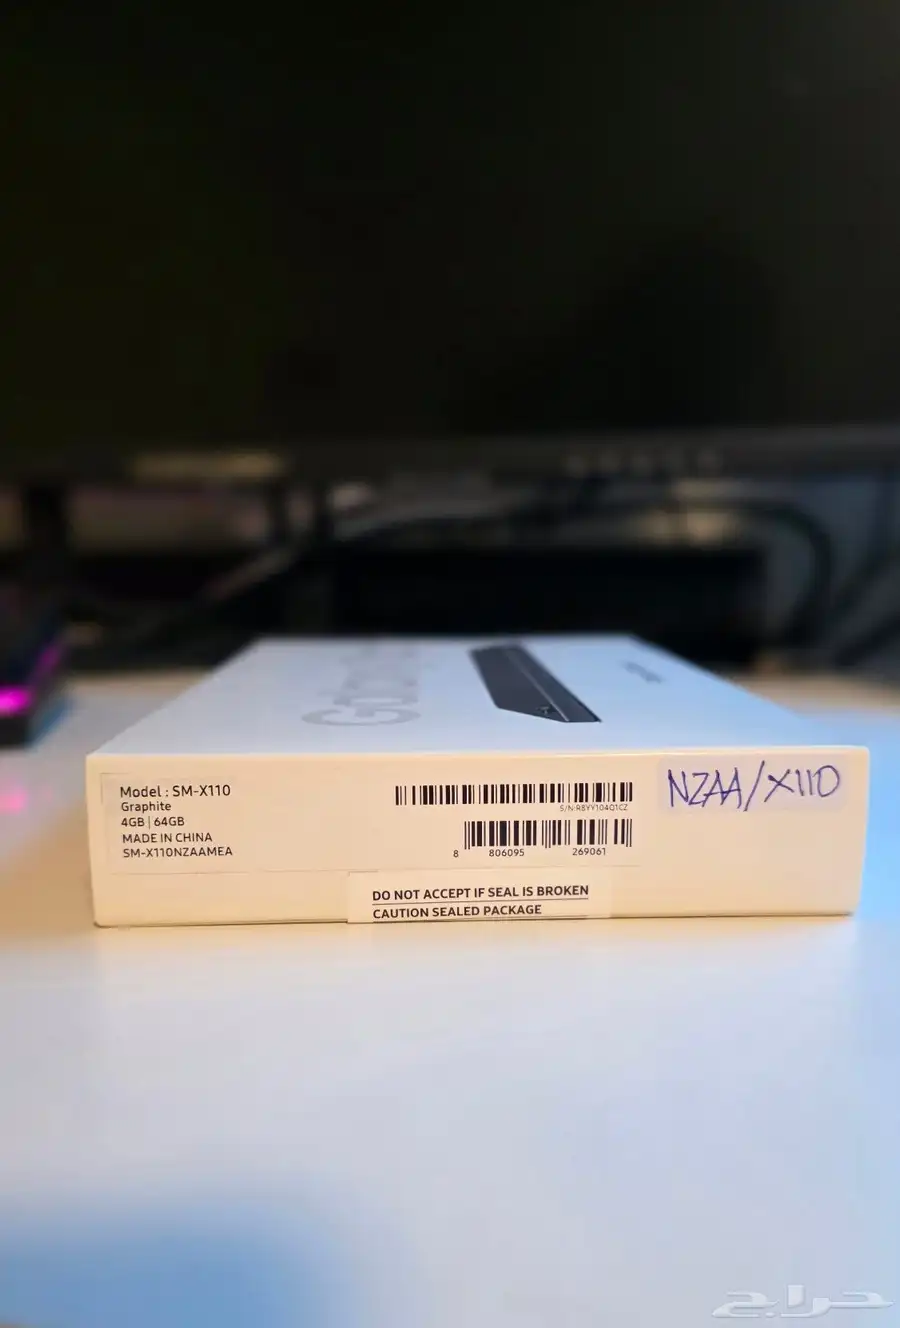 Model : SM-X110
Graphite
4GB | 64GB
MADE IN CHINA
SM-X110NZAAMEA
S/N:R8YY104Q1CZ
8 806095 269061
NZAA/X110
DO NOT ACCEPT IF SEAL IS BROKEN
CAUTION SEALED PACKAGE
حراج